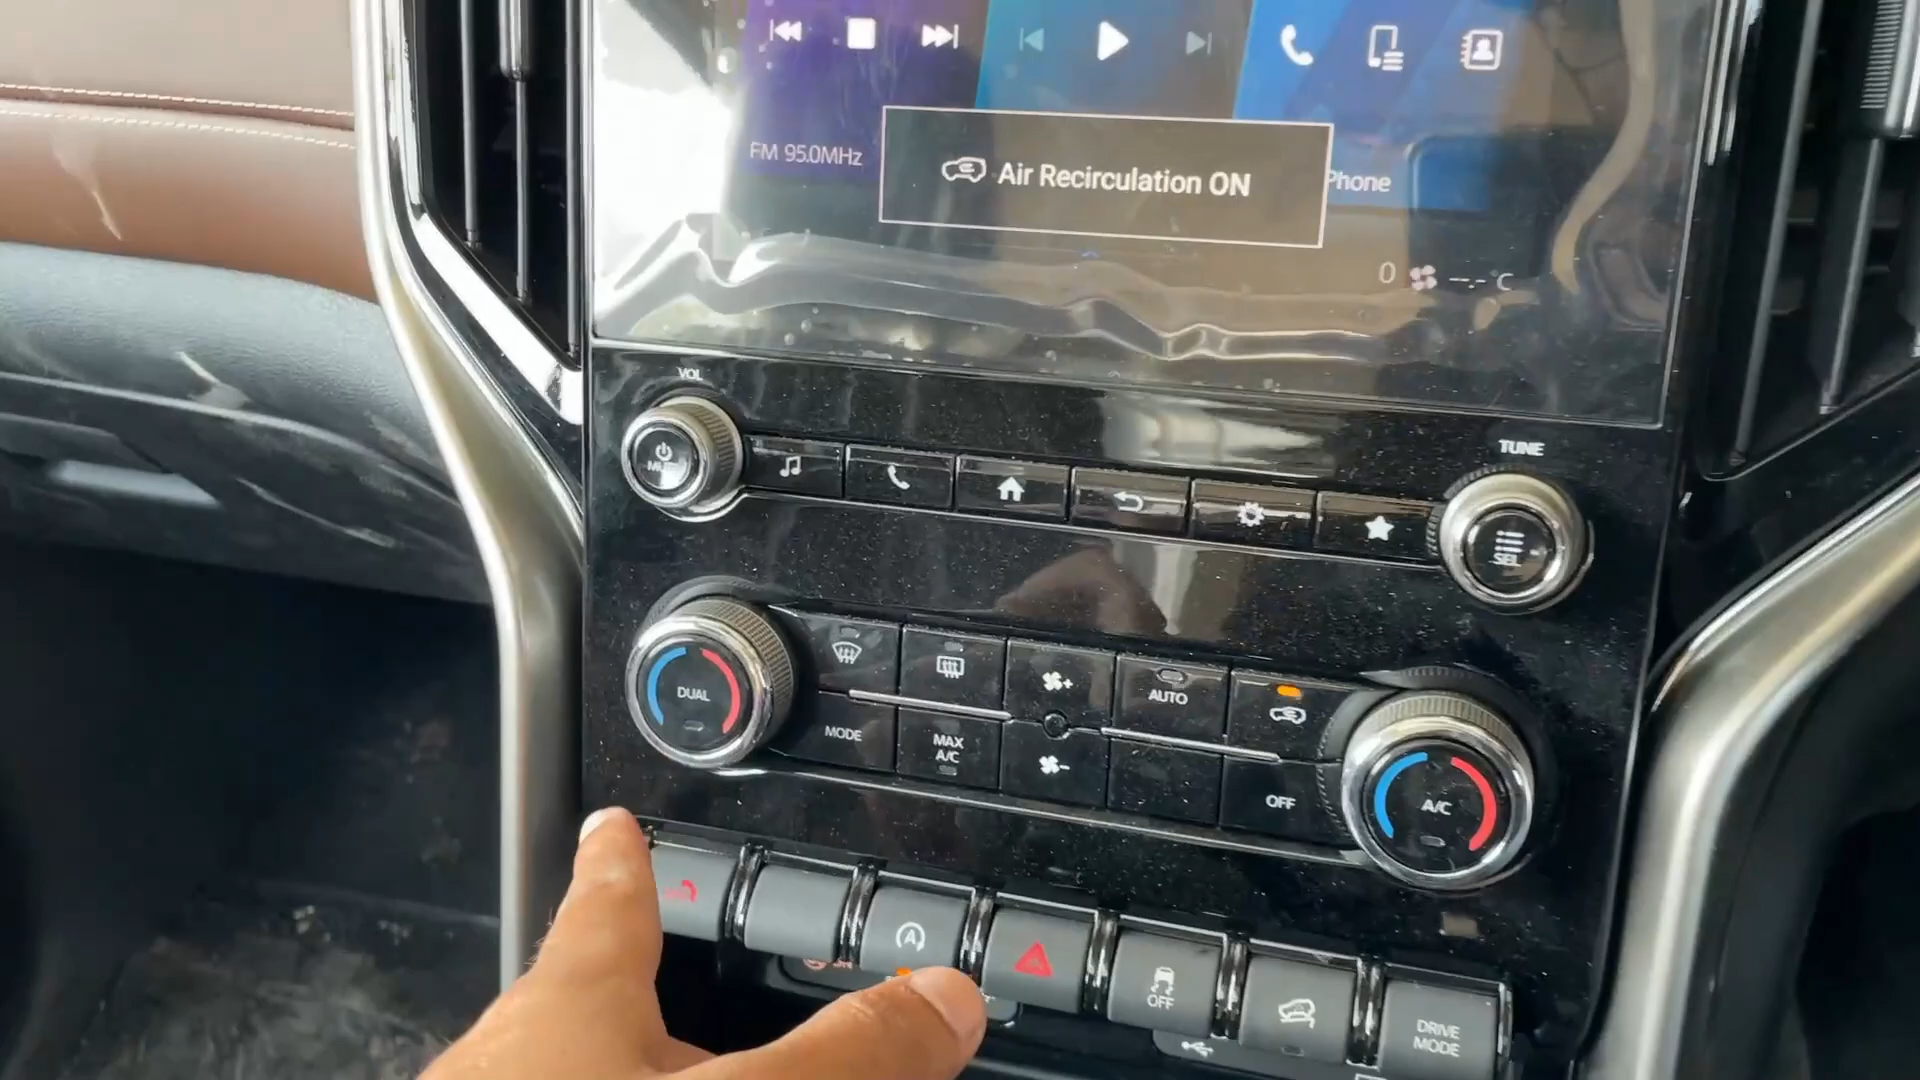 FM 95.0MHz
Air Recirculation ON
Phone
0 --.-°C
VOL
TUNE
MUTE
SEL
DUAL
AUTO
MODE
MAX
A/C
OFF
A/C
A
OFF
DRIVE
MODE